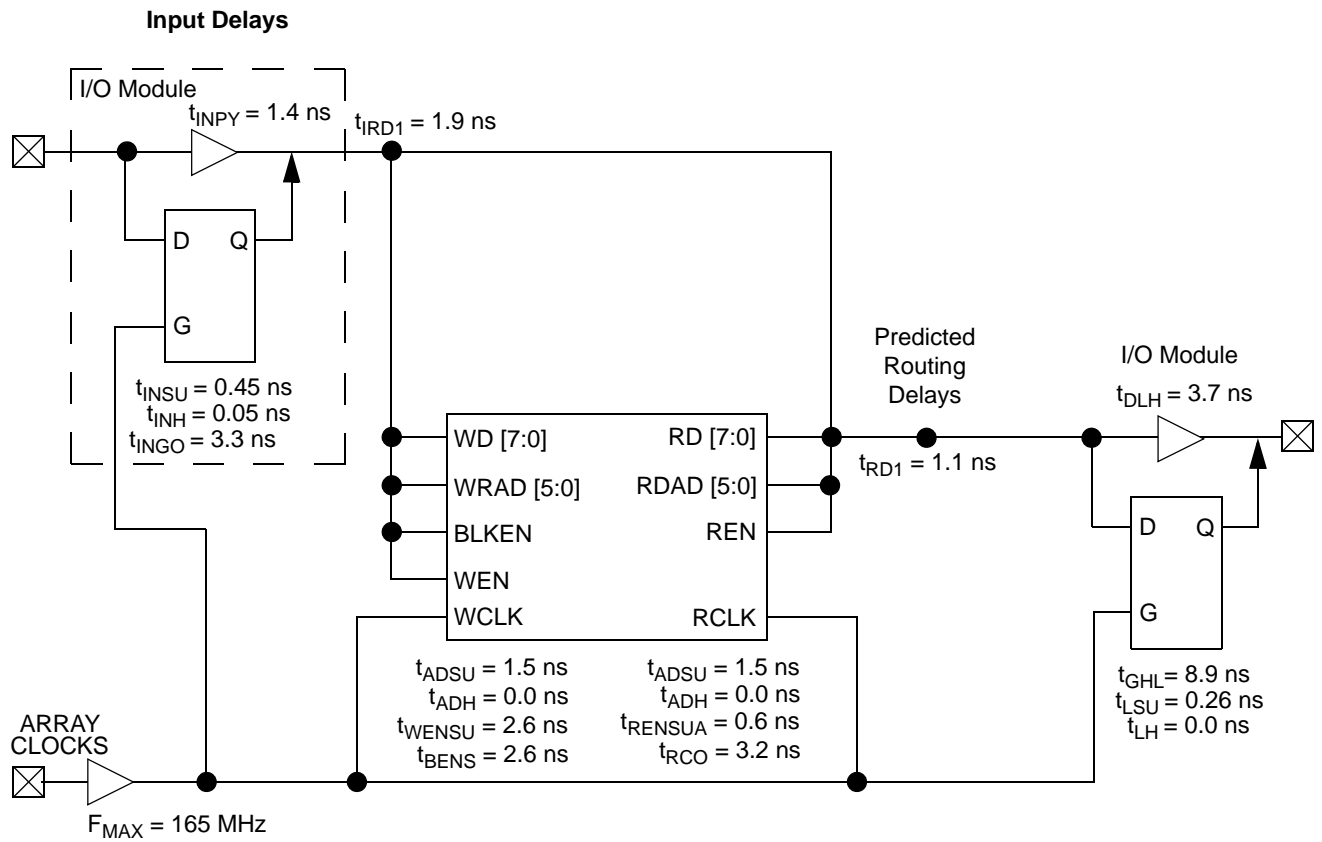 Input Delays
I/O Module
tINPY = 1.4 ns
tIRD1 = 1.9 ns
D Q
G
tINSU = 0.45 ns
tINH = 0.05 ns
tINGO = 3.3 ns
WD [7:0] RD [7:0]
WRAD [5:0] RDAD [5:0]
BLKEN REN
WEN
WCLK RCLK
tADSU = 1.5 ns
tADH = 0.0 ns
tWENSU = 2.6 ns
tBENS = 2.6 ns
tADSU = 1.5 ns
tADH = 0.0 ns
tRENSUA = 0.6 ns
tRCO = 3.2 ns
Predicted
Routing
Delays
tRD1 = 1.1 ns
I/O Module
tDLH = 3.7 ns
D Q
G
tGHL= 8.9 ns
tLSU = 0.26 ns
tLH = 0.0 ns
ARRAY
CLOCKS
FMAX = 165 MHz